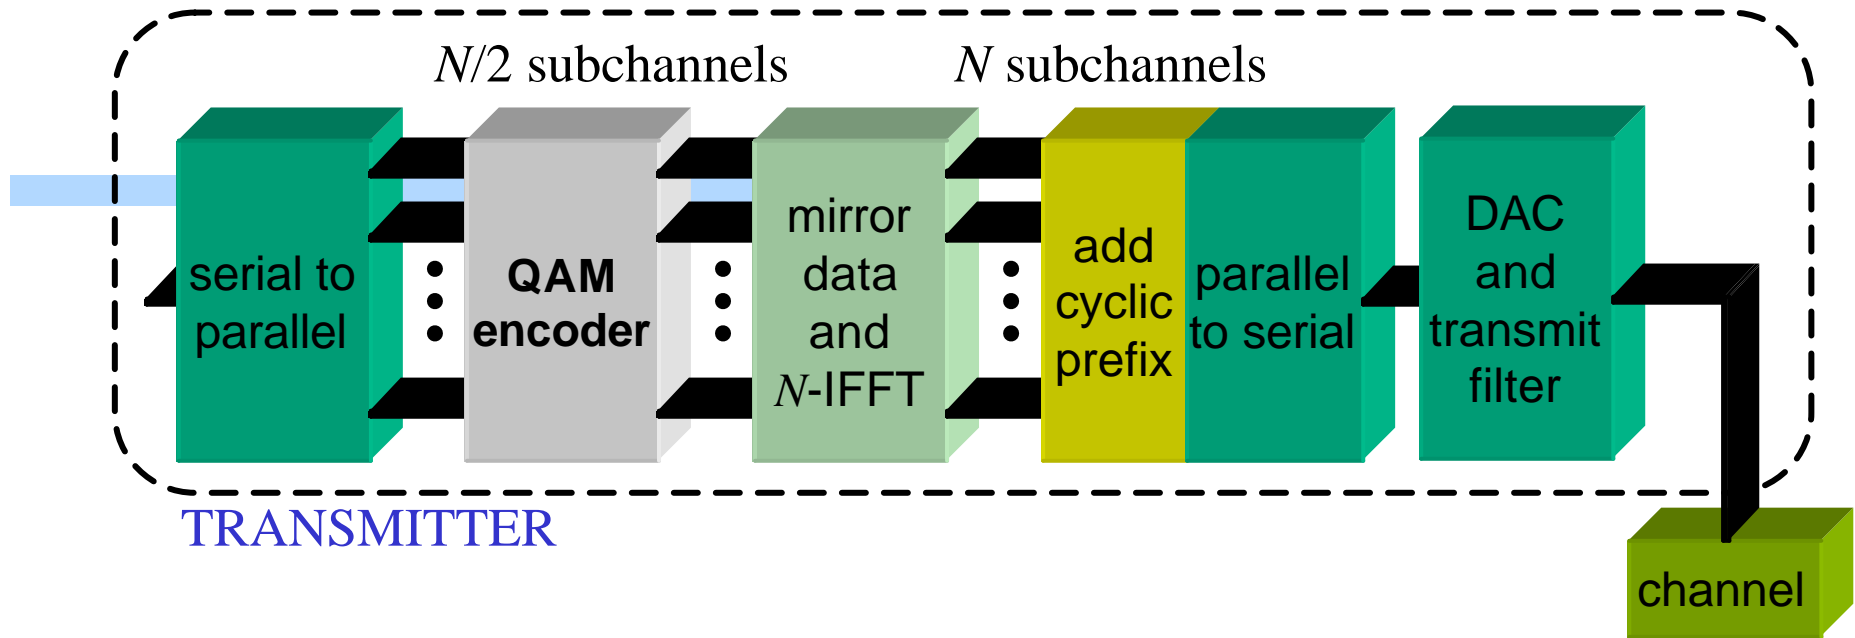 N/2 subchannels
N subchannels
serial to
parallel
QAM
encoder
mirror
data
and
N-IFFT
add
cyclic
prefix
parallel
to serial
DAC
and
transmit
filter
TRANSMITTER
channel